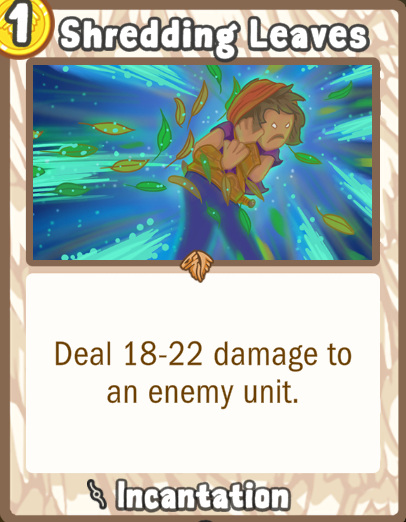 1
Shredding Leaves
Deal 18-22 damage to
an enemy unit.
Incantation